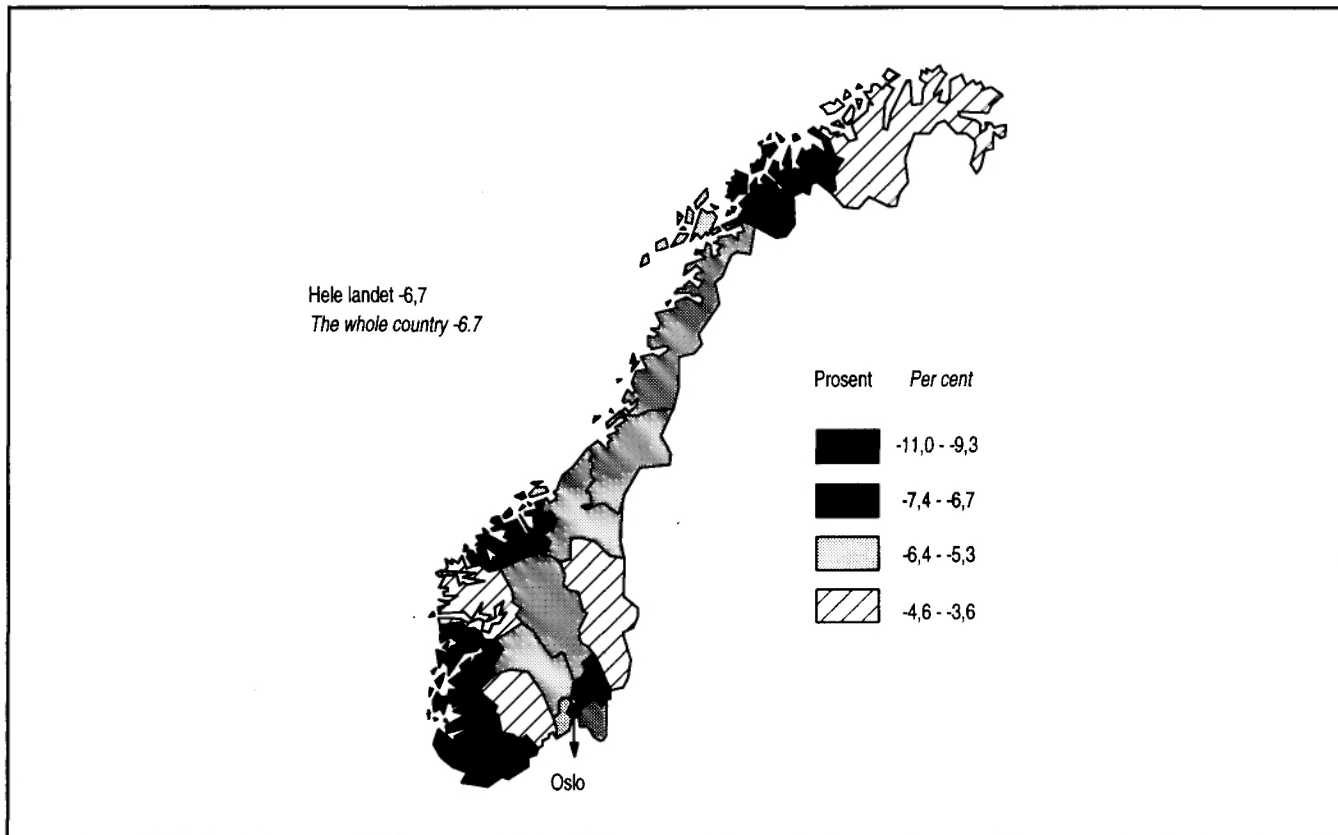 Hele landet -6,7
The whole country -6.7
Prosent Per cent
-11,0 - -9,3
-7,4 - -6,7
-6,4 - -5,3
-4,6 - -3,6
Oslo